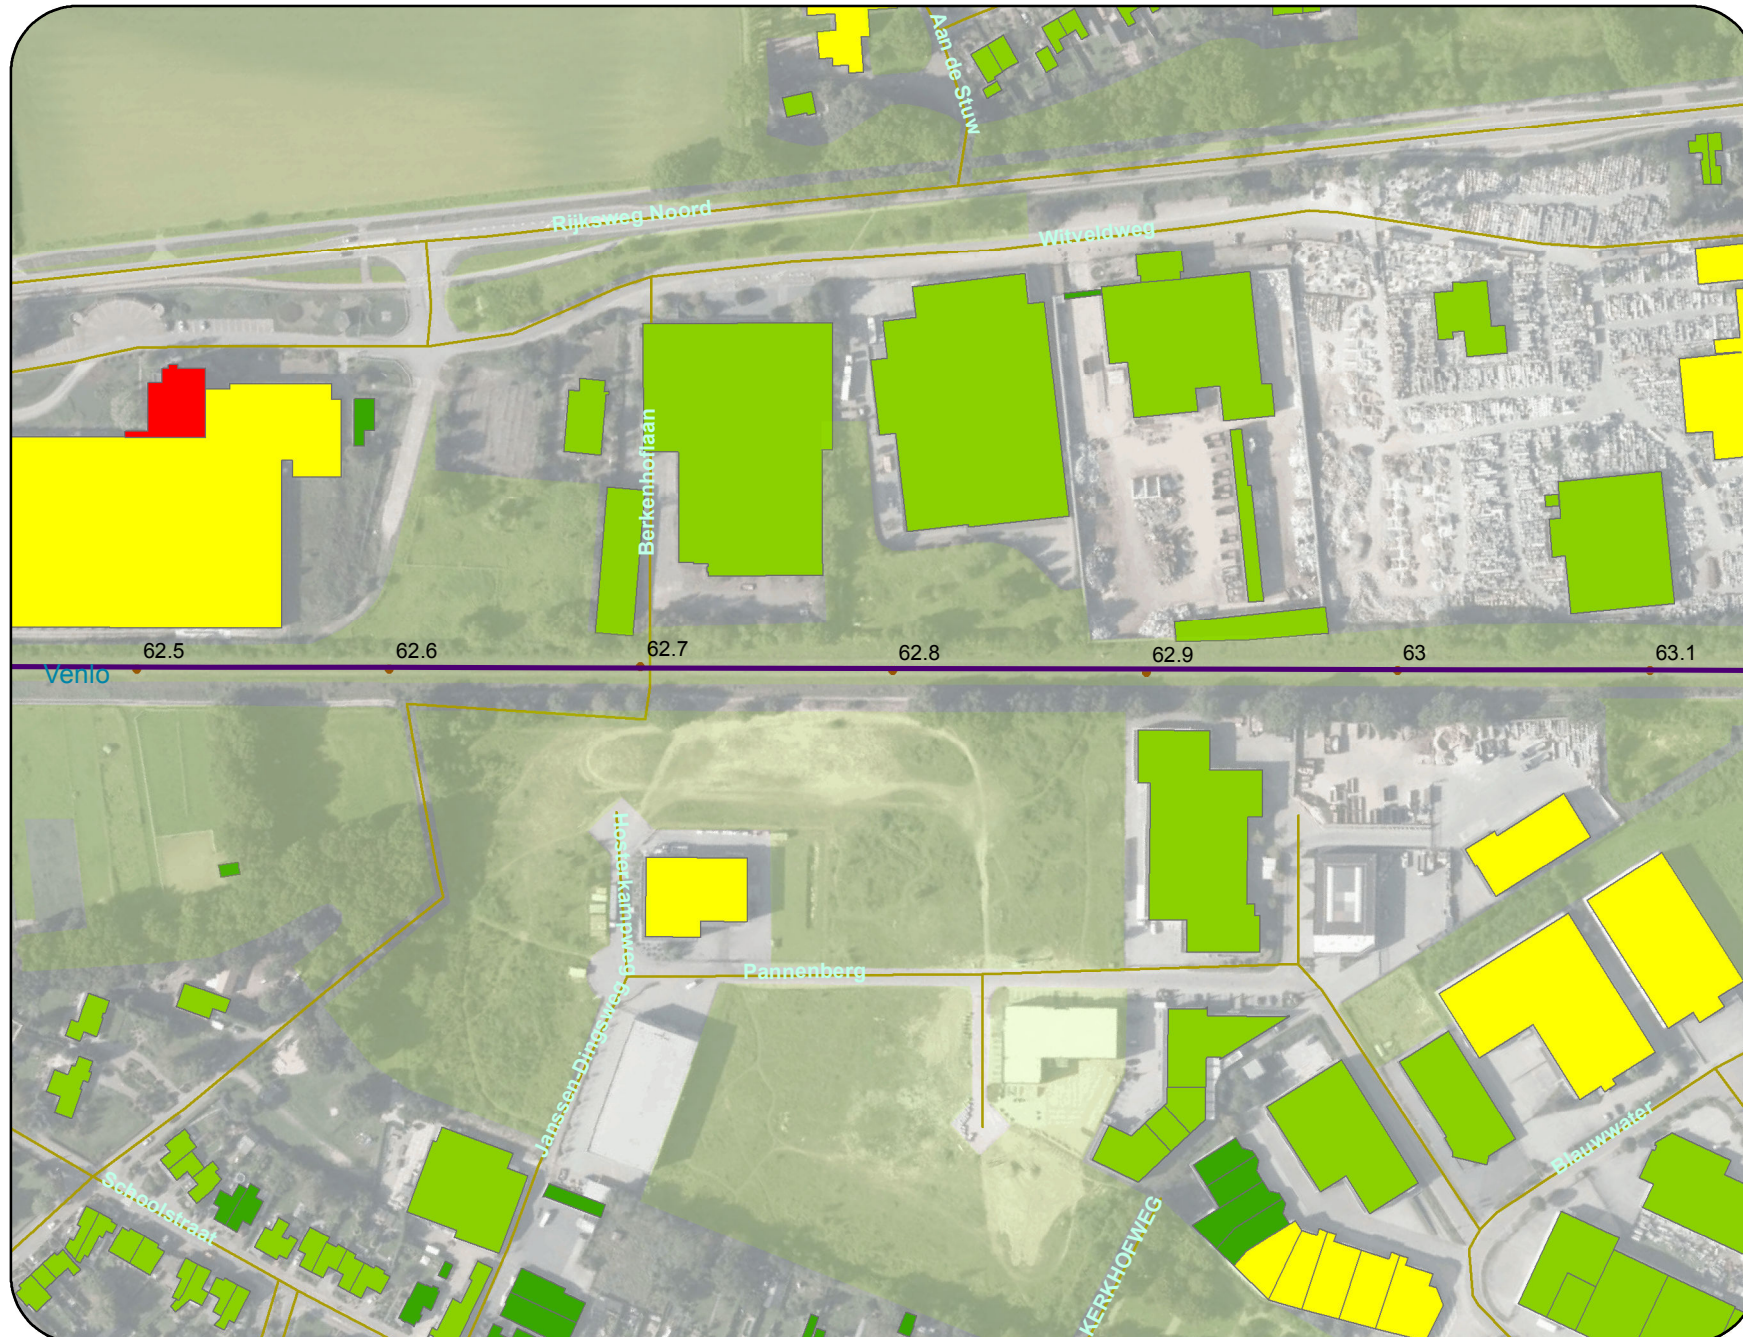 Aan de Stuw
Rijksweg Noord
Witveldweg
Berkenhoflaan
62.5
62.6
62.7
62.8
62.9
63
63.1
Venlo
Hosterkampweg
Pannenberg
Janssen-Dingsweg
Blauwwater
Schoolstraat
KERKHOFWEG